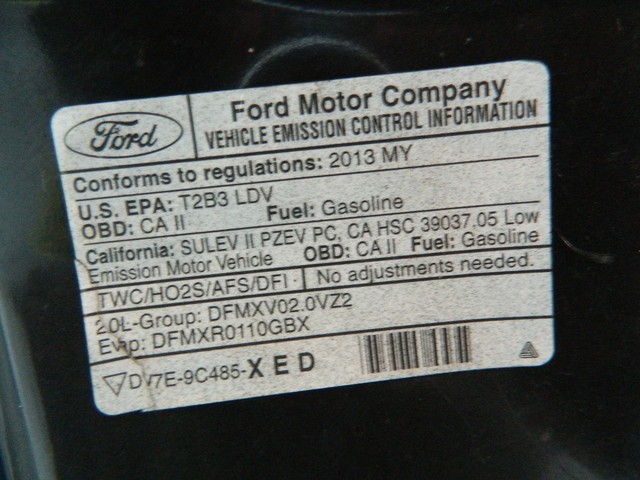 Ford
Ford Motor Company
VEHICLE EMISSION CONTROL INFORMATION
Conforms to regulations: 2013 MY
U.S. EPA: T2B3 LDV
OBD: CA II Fuel: Gasoline
California: SULEV II PZEV PC, CA HSC 39037.05 Low
Emission Motor Vehicle OBD: CA II Fuel: Gasoline
TWC/HO2S/AFS/DFI No adjustments needed.
2.0L-Group: DFMXV02.0VZ2
Evap: DFMXR0110GBX
DV7E-9C485-XED